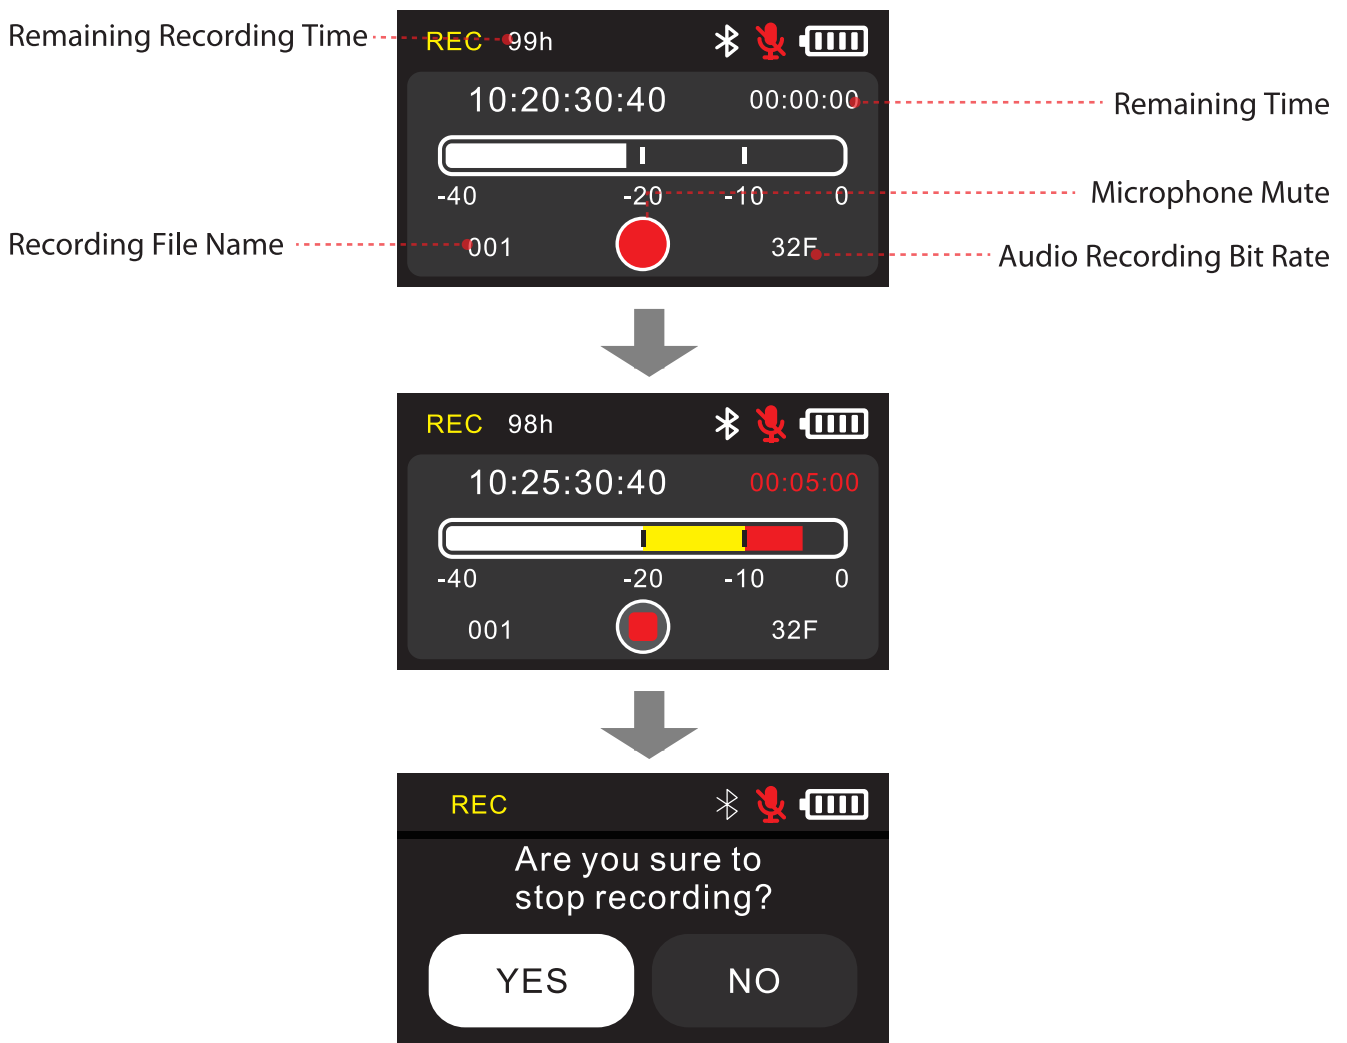 Remaining Recording Time
REC 99h
10:20:30:40 00:00:00
Remaining Time
-40 -20 -10 0
Microphone Mute
Recording File Name
001 32F
Audio Recording Bit Rate
REC 98h
10:25:30:40 00:05:00
-40 -20 -10 0
001 32F
REC
Are you sure to
stop recording?
YES NO